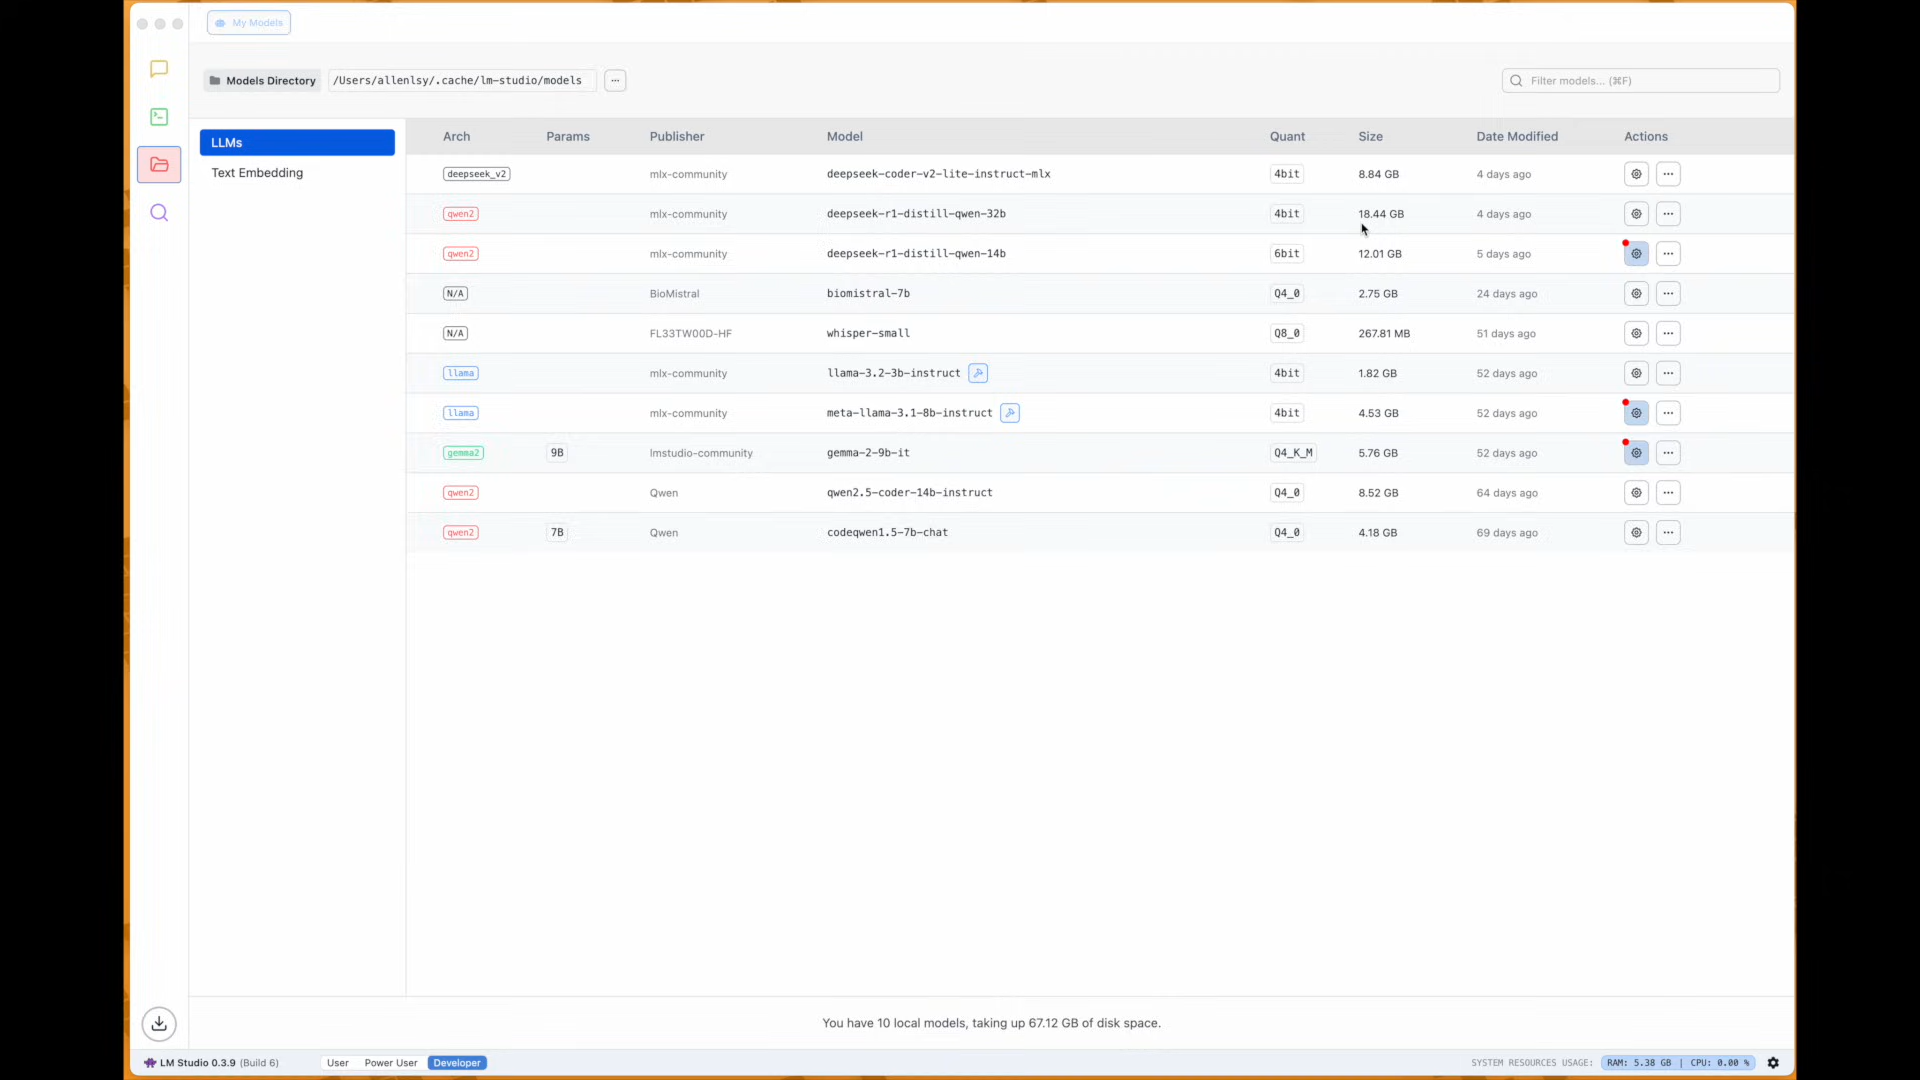 My Models
Models Directory /Users/allenlsy/.cache/lm-studio/models ... Filter models... (⌘F)
LLMs
Text Embedding
Arch Params Publisher Model Quant Size Date Modified Actions
deepseek_v2 mlx-community deepseek-coder-v2-lite-instruct-mlx 4bit 8.84 GB 4 days ago
qwen2 mlx-community deepseek-r1-distill-qwen-32b 4bit 18.44 GB 4 days ago
qwen2 mlx-community deepseek-r1-distill-qwen-14b 6bit 12.01 GB 5 days ago
N/A BioMistral biomistral-7b Q4_0 2.75 GB 24 days ago
N/A FL33TW00D-HF whisper-small Q8_0 267.81 MB 51 days ago
llama mlx-community llama-3.2-3b-instruct 4bit 1.82 GB 52 days ago
llama mlx-community meta-llama-3.1-8b-instruct 4bit 4.53 GB 52 days ago
gemma2 9B lmstudio-community gemma-2-9b-it Q4_K_M 5.76 GB 52 days ago
qwen2 Qwen qwen2.5-coder-14b-instruct Q4_0 8.52 GB 64 days ago
qwen2 7B Qwen codeqwen1.5-7b-chat Q4_0 4.18 GB 69 days ago
You have 10 local models, taking up 67.12 GB of disk space.
LM Studio 0.3.9 (Build 6) User Power User Developer SYSTEM RESOURCES USAGE: RAM: 5.38 GB | CPU: 0.00 %